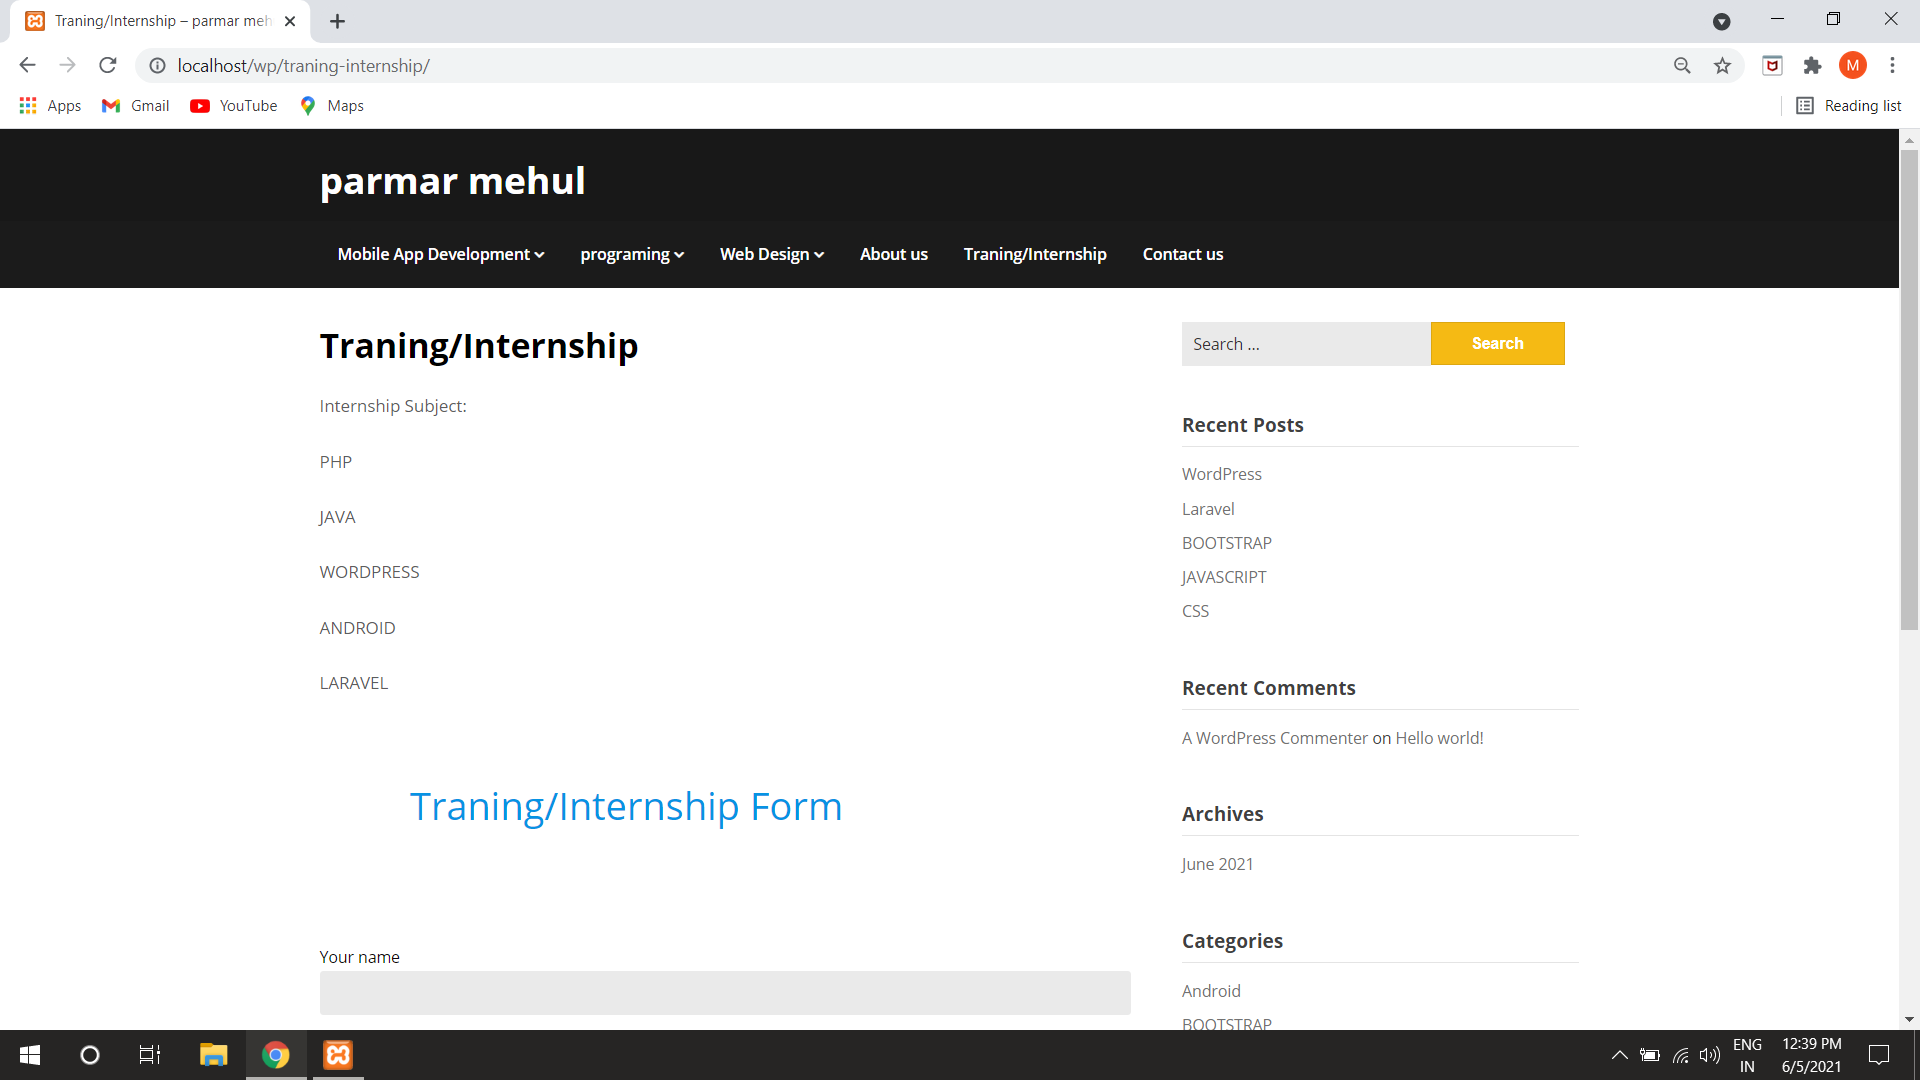 Traning/Internship – parmar meh
localhost/wp/traning-internship/
M
Apps Gmail YouTube Maps Reading list
parmar mehul
Mobile App Development programing Web Design About us Traning/Internship Contact us
Traning/Internship
Internship Subject:
PHP
JAVA
WORDPRESS
ANDROID
LARAVEL
Traning/Internship Form
Your name
Search ... Search
Recent Posts
WordPress
Laravel
BOOTSTRAP
JAVASCRIPT
CSS
Recent Comments
A WordPress Commenter on Hello world!
Archives
June 2021
Categories
Android
BOOTSTRAP
ENG
IN
12:39 PM
6/5/2021